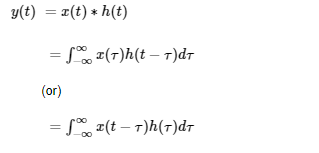 y(t) = x(t) * h(t)
= ∫_{-∞}^{∞} x(τ)h(t − τ)dτ
(or)
= ∫_{-∞}^{∞} x(t − τ)h(τ)dτ